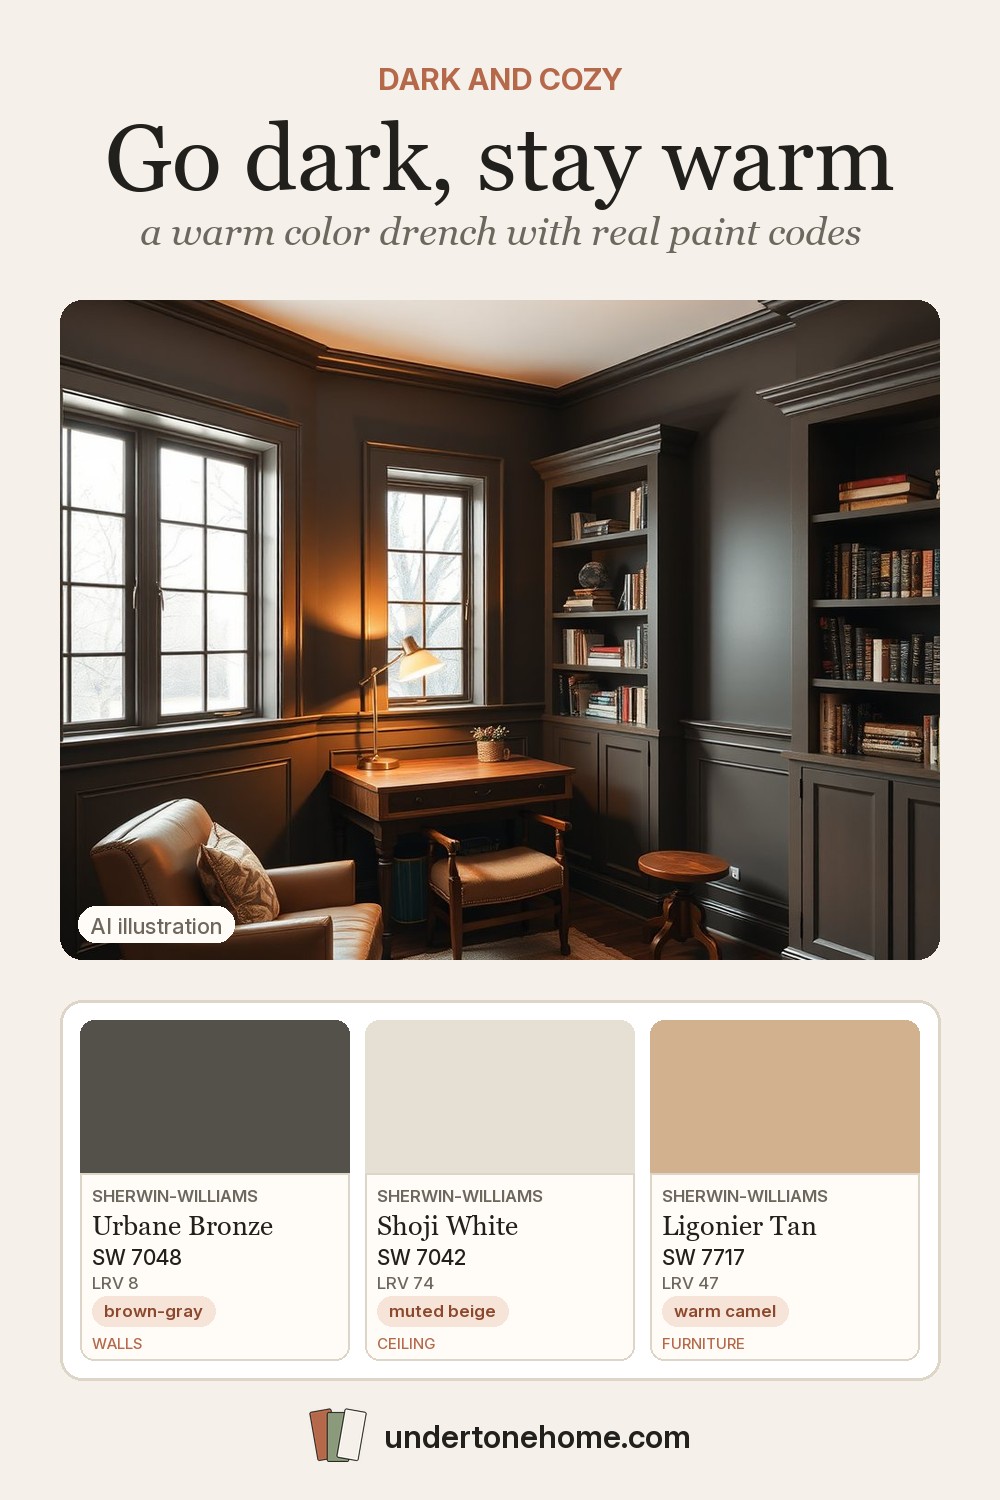 DARK AND COZY
Go dark, stay warm
a warm color drench with real paint codes
AI illustration
SHERWIN-WILLIAMS
Urbane Bronze
SW 7048
LRV 8
brown-gray
WALLS
SHERWIN-WILLIAMS
Shoji White
SW 7042
LRV 74
muted beige
CEILING
SHERWIN-WILLIAMS
Ligonier Tan
SW 7717
LRV 47
warm camel
FURNITURE
undertonehome.com